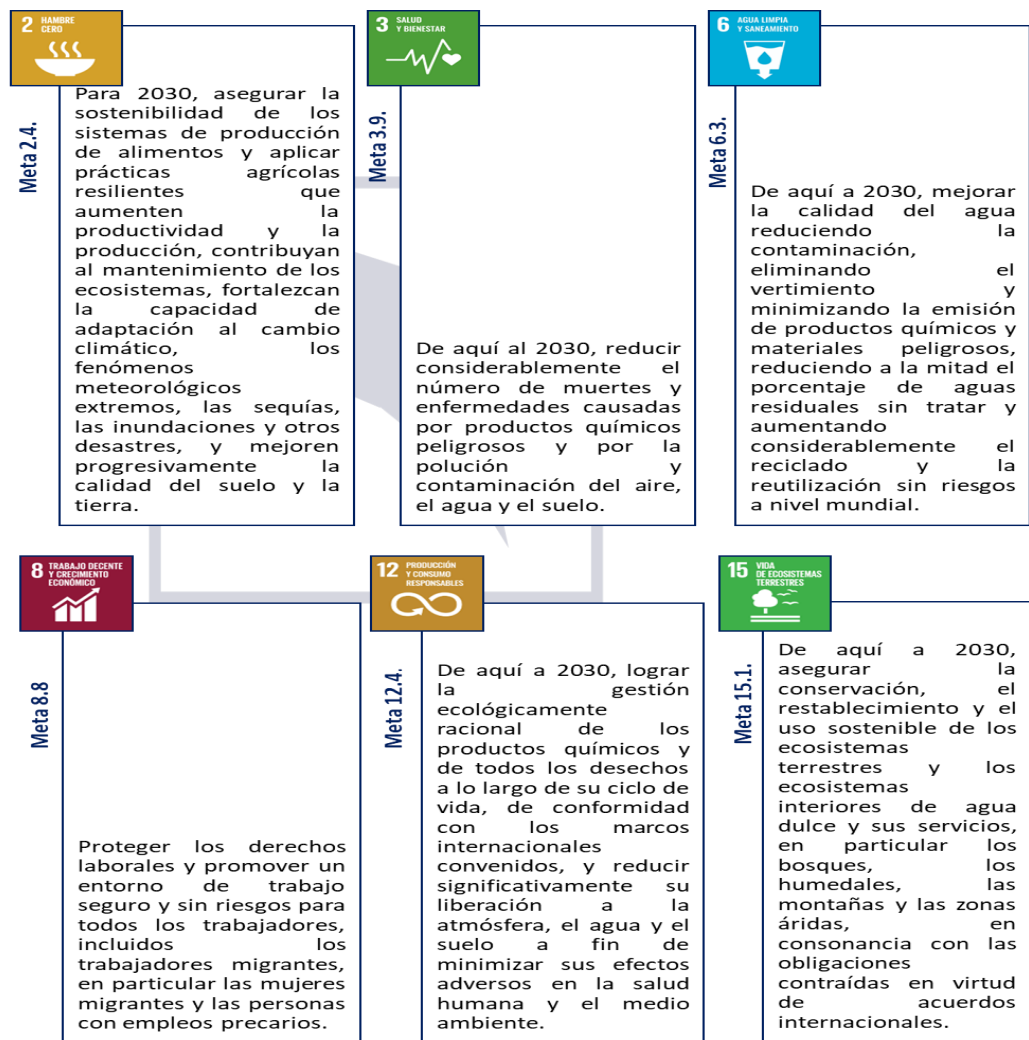 2 HAMBRE
CERO
Meta 2.4.
Para 2030, asegurar la
sostenibilidad de los
sistemas de producción
de alimentos y aplicar
prácticas agrícolas
resilientes que
aumenten la
productividad y la
producción, contribuyan
al mantenimiento de los
ecosistemas, fortalezcan
la capacidad de
adaptación al cambio
climático, los
fenómenos
meteorológicos
extremos, las sequías,
las inundaciones y otros
desastres, y mejoren
progresivamente la
calidad del suelo y la
tierra.
3 SALUD
Y BIENESTAR
Meta 3.9.
De aquí al 2030, reducir
considerablemente el
número de muertes y
enfermedades causadas
por productos químicos
peligrosos y por la
polución y
contaminación del aire,
el agua y el suelo.
6 AGUA LIMPIA
Y SANEAMIENTO
Meta 6.3.
De aquí a 2030, mejorar
la calidad del agua
reduciendo la
contaminación,
eliminando el
vertimiento y
minimizando la emisión
de productos químicos y
materiales peligrosos,
reduciendo a la mitad el
porcentaje de aguas
residuales sin tratar y
aumentando
considerablemente el
reciclado y la
reutilización sin riesgos
a nivel mundial.
8 TRABAJO DECENTE
Y CRECIMIENTO
ECONÓMICO
Meta 8.8
Proteger los derechos
laborales y promover un
entorno de trabajo
seguro y sin riesgos para
todos los trabajadores,
incluidos los
trabajadores migrantes,
en particular las mujeres
migrantes y las personas
con empleos precarios.
12 PRODUCCIÓN
Y CONSUMO
RESPONSABLES
Meta 12.4.
De aquí a 2030, lograr
la gestión
ecológicamente
racional de los
productos químicos y
de todos los desechos
a lo largo de su ciclo de
vida, de conformidad
con los marcos
internacionales
convenidos, y reducir
significativamente su
liberación a la
atmósfera, el agua y el
suelo a fin de
minimizar sus efectos
adversos en la salud
humana y el medio
ambiente.
15 VIDA
DE ECOSISTEMAS
TERRESTRES
Meta 15.1.
De aquí a 2030,
asegurar la
conservación, el
restablecimiento y el
uso sostenible de los
ecosistemas
terrestres y los
ecosistemas
interiores de agua
dulce y sus servicios,
en particular los
bosques, los
humedales, las
montañas y las zonas
áridas, en
consonancia con las
obligaciones
contraídas en virtud
de acuerdos
internacionales.